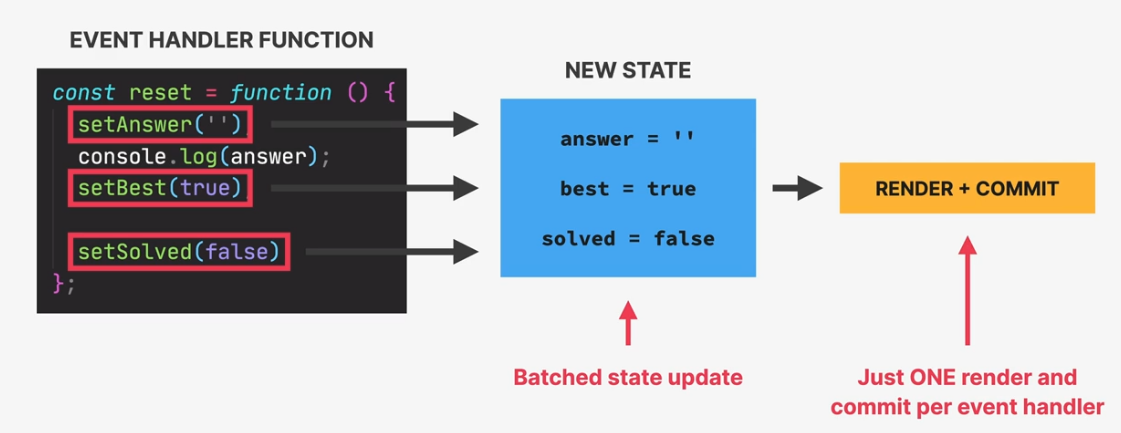 EVENT HANDLER FUNCTION
const reset = function () {
setAnswer('')
console.log(answer);
setBest(true)
setSolved(false)
};
NEW STATE
answer = ''
best = true
solved = false
Batched state update
RENDER + COMMIT
Just ONE render and
commit per event handler